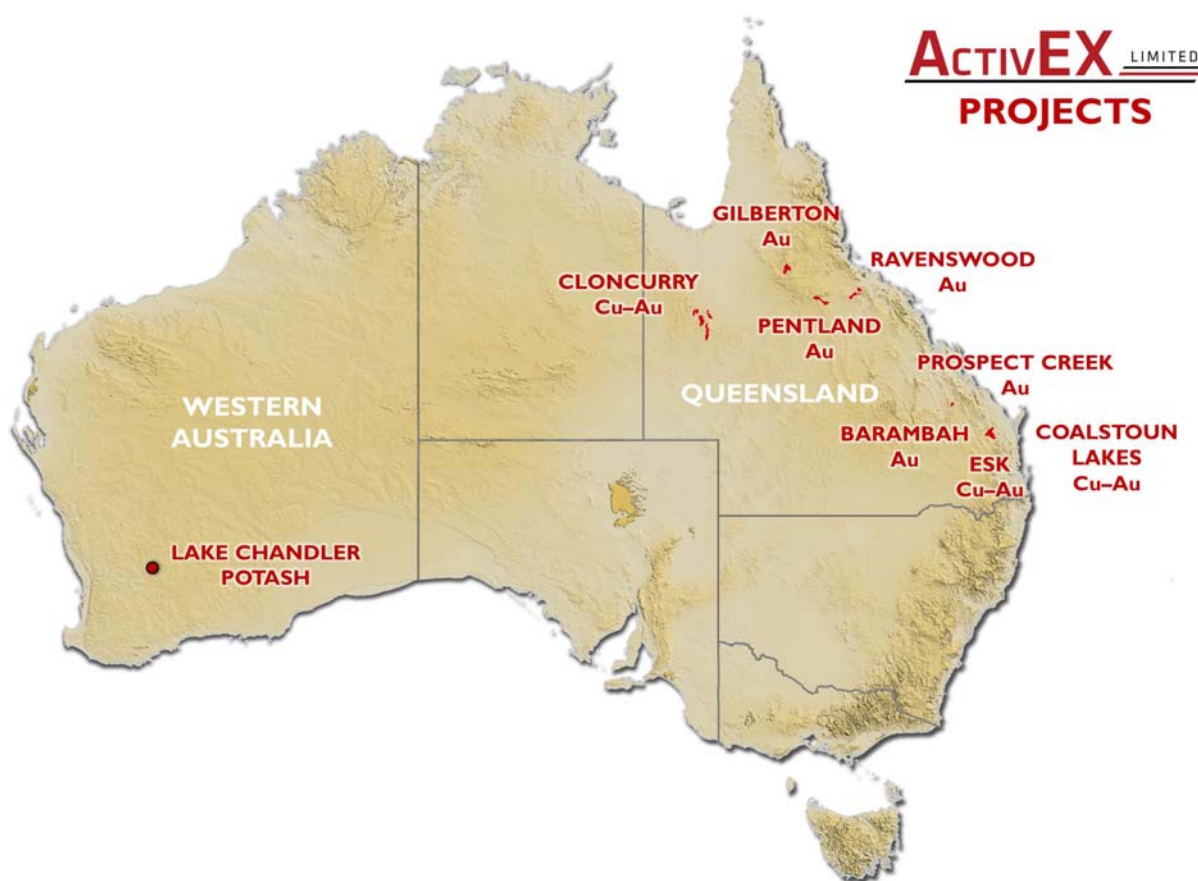 ACTIVEX LIMITED
PROJECTS
GILBERTON
Au
RAVENSWOOD
Au
CLONCURRY
Cu–Au
PENTLAND
Au
PROSPECT CREEK
Au
QUEENSLAND
WESTERN
AUSTRALIA
BARAMBAH
Au
COALSTOUN
LAKES
Cu–Au
ESK
Cu–Au
LAKE CHANDLER
POTASH